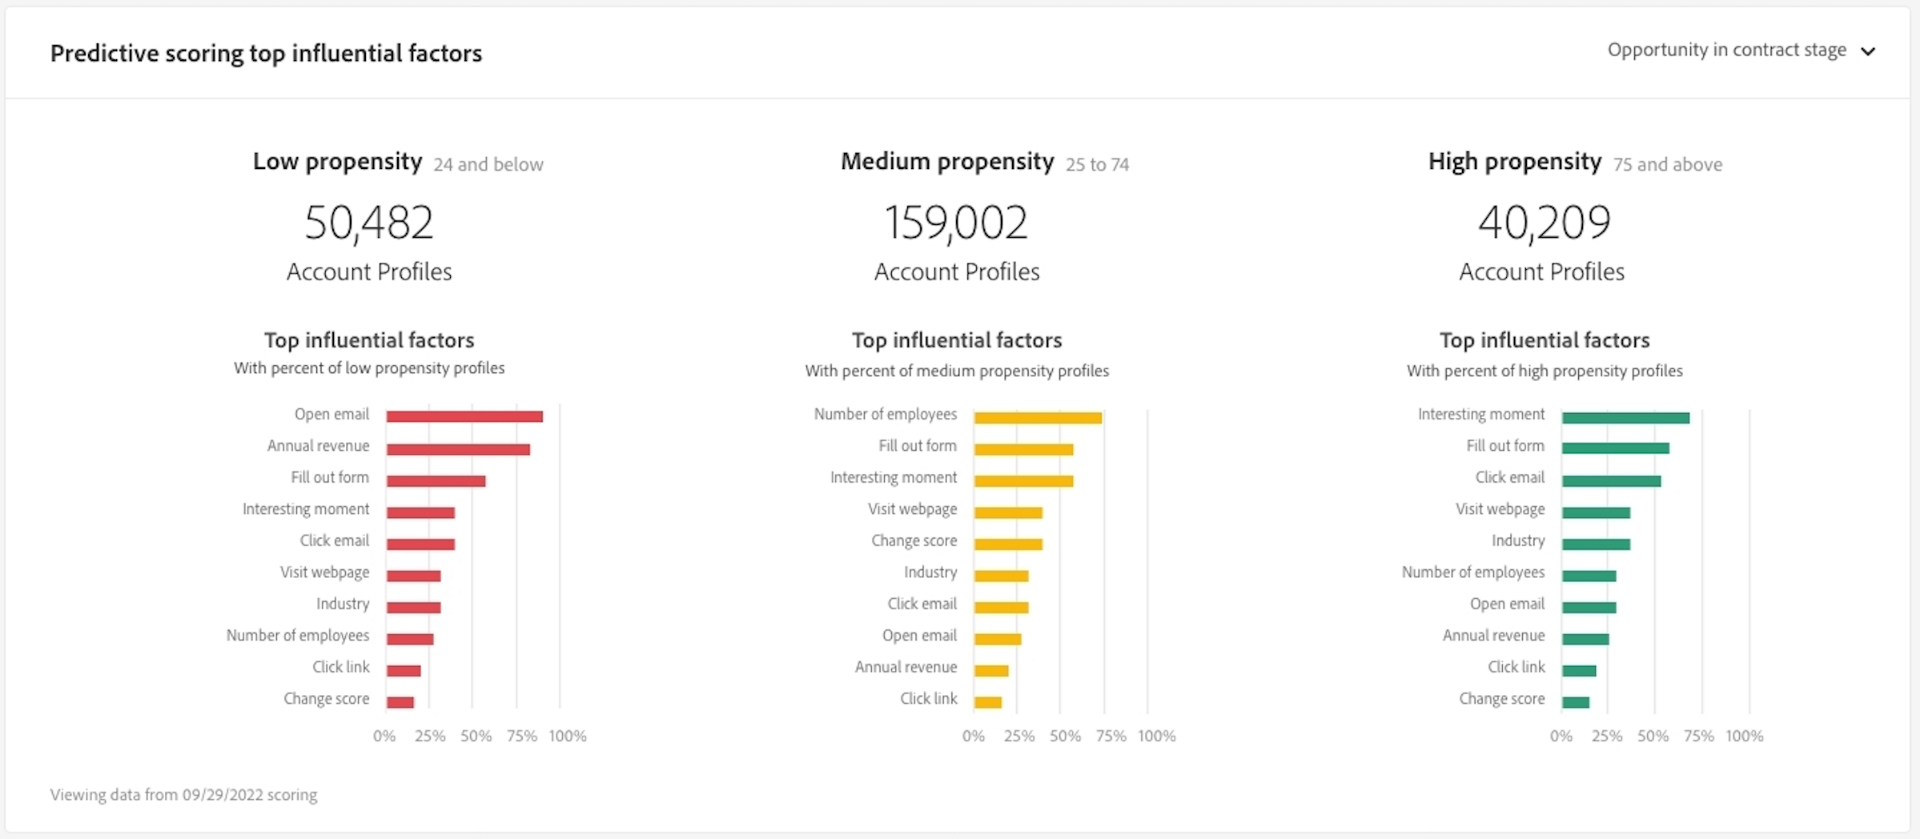 Predictive scoring top influential factors
Opportunity in contract stage
Low propensity 24 and below
50,482
Account Profiles
Top influential factors
With percent of low propensity profiles
Open email
Annual revenue
Fill out form
Interesting moment
Click email
Visit webpage
Industry
Number of employees
Click link
Change score
0% 25% 50% 75% 100%
Medium propensity 25 to 74
159,002
Account Profiles
Top influential factors
With percent of medium propensity profiles
Number of employees
Fill out form
Interesting moment
Visit webpage
Change score
Industry
Click email
Open email
Annual revenue
Click link
0% 25% 50% 75% 100%
High propensity 75 and above
40,209
Account Profiles
Top influential factors
With percent of high propensity profiles
Interesting moment
Fill out form
Click email
Visit webpage
Industry
Number of employees
Open email
Annual revenue
Click link
Change score
0% 25% 50% 75% 100%
Viewing data from 09/29/2022 scoring